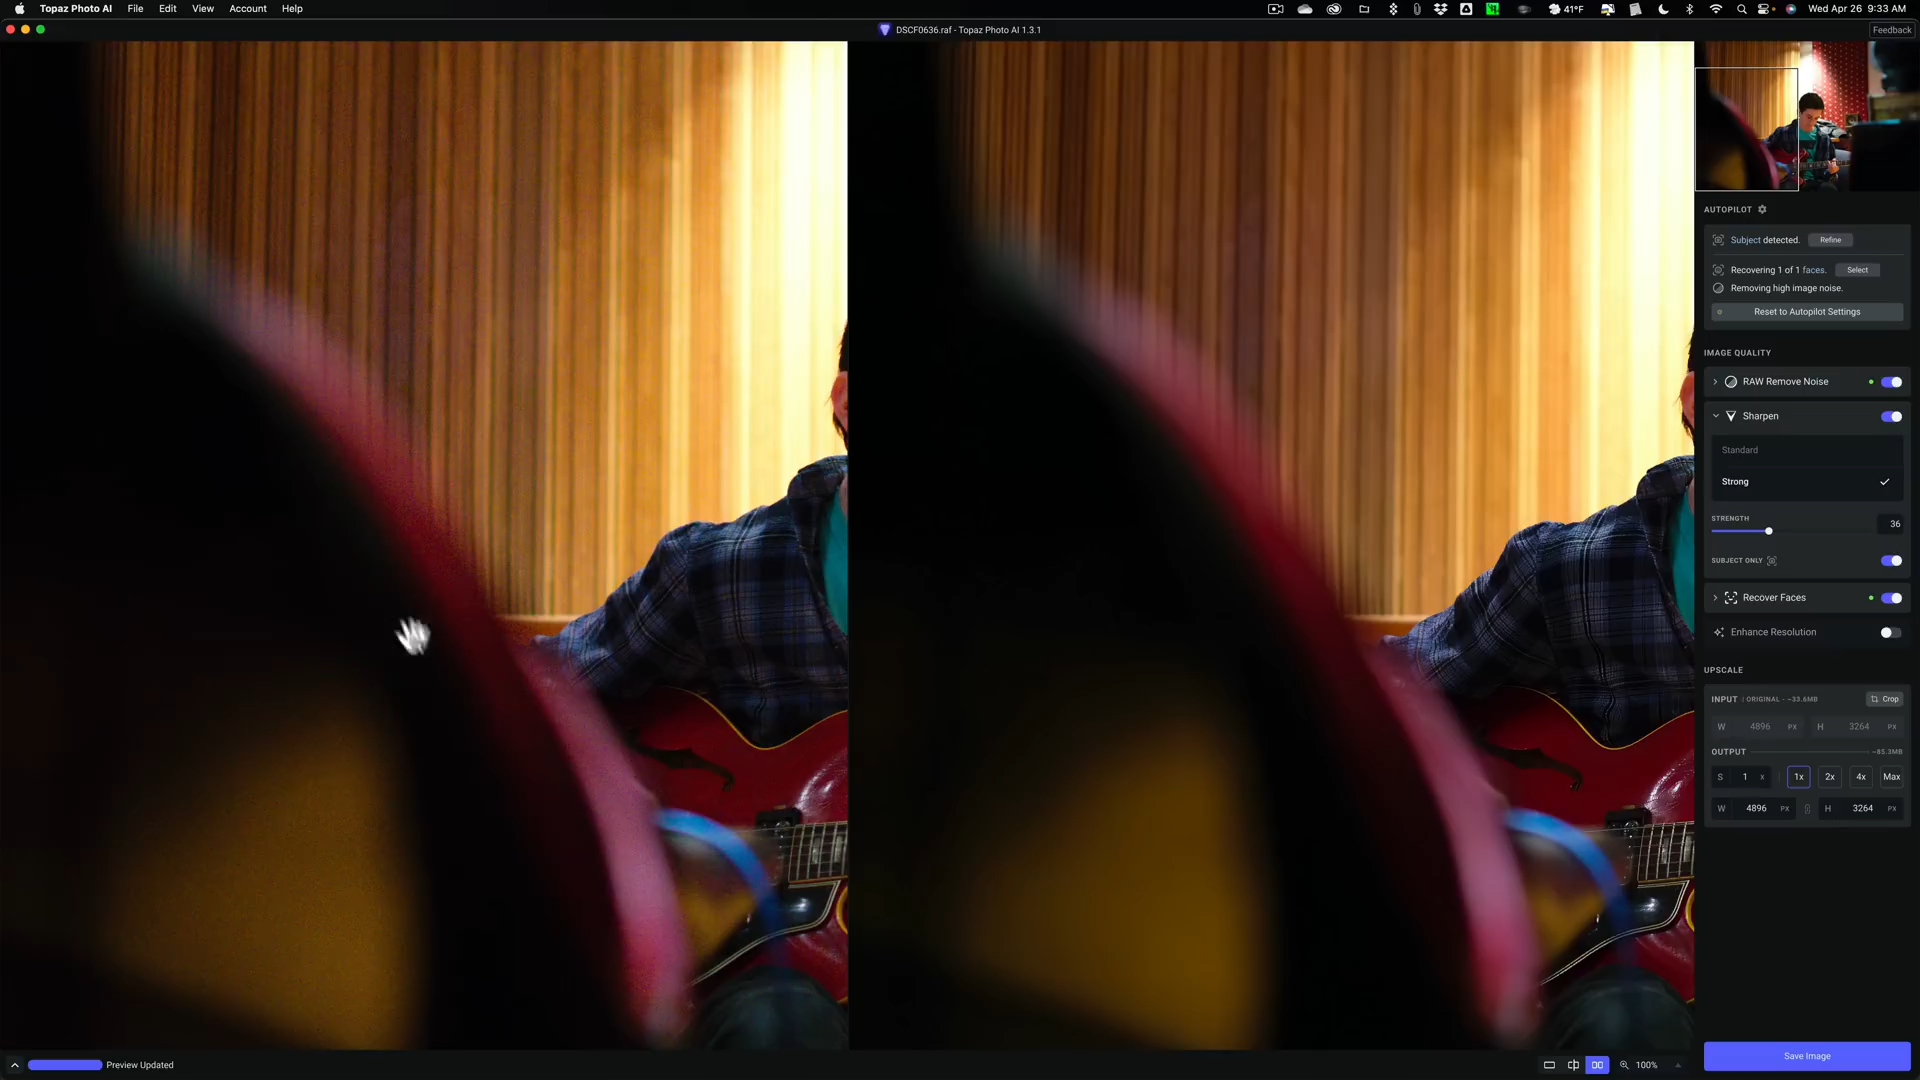 Topaz Photo AI File Edit View Account Help
41°F Wed Apr 26 9:33 AM
DSCF0636.raf - Topaz Photo AI 1.3.1
Feedback
AUTOPILOT
Subject detected. Refine
Recovering 1 of 1 faces. Select
Removing high image noise.
Reset to Autopilot Settings
IMAGE QUALITY
RAW Remove Noise
Sharpen
Standard
Strong
STRENGTH
36
SUBJECT ONLY
Recover Faces
Enhance Resolution
UPSCALE
INPUT | ORIGINAL - ~33.6MB Crop
W 4896 PX H 3264 PX
OUTPUT ~85.3MB
S 1 x 1x 2x 4x Max
W 4896 PX H 3264 PX
Preview Updated
100%
Save Image